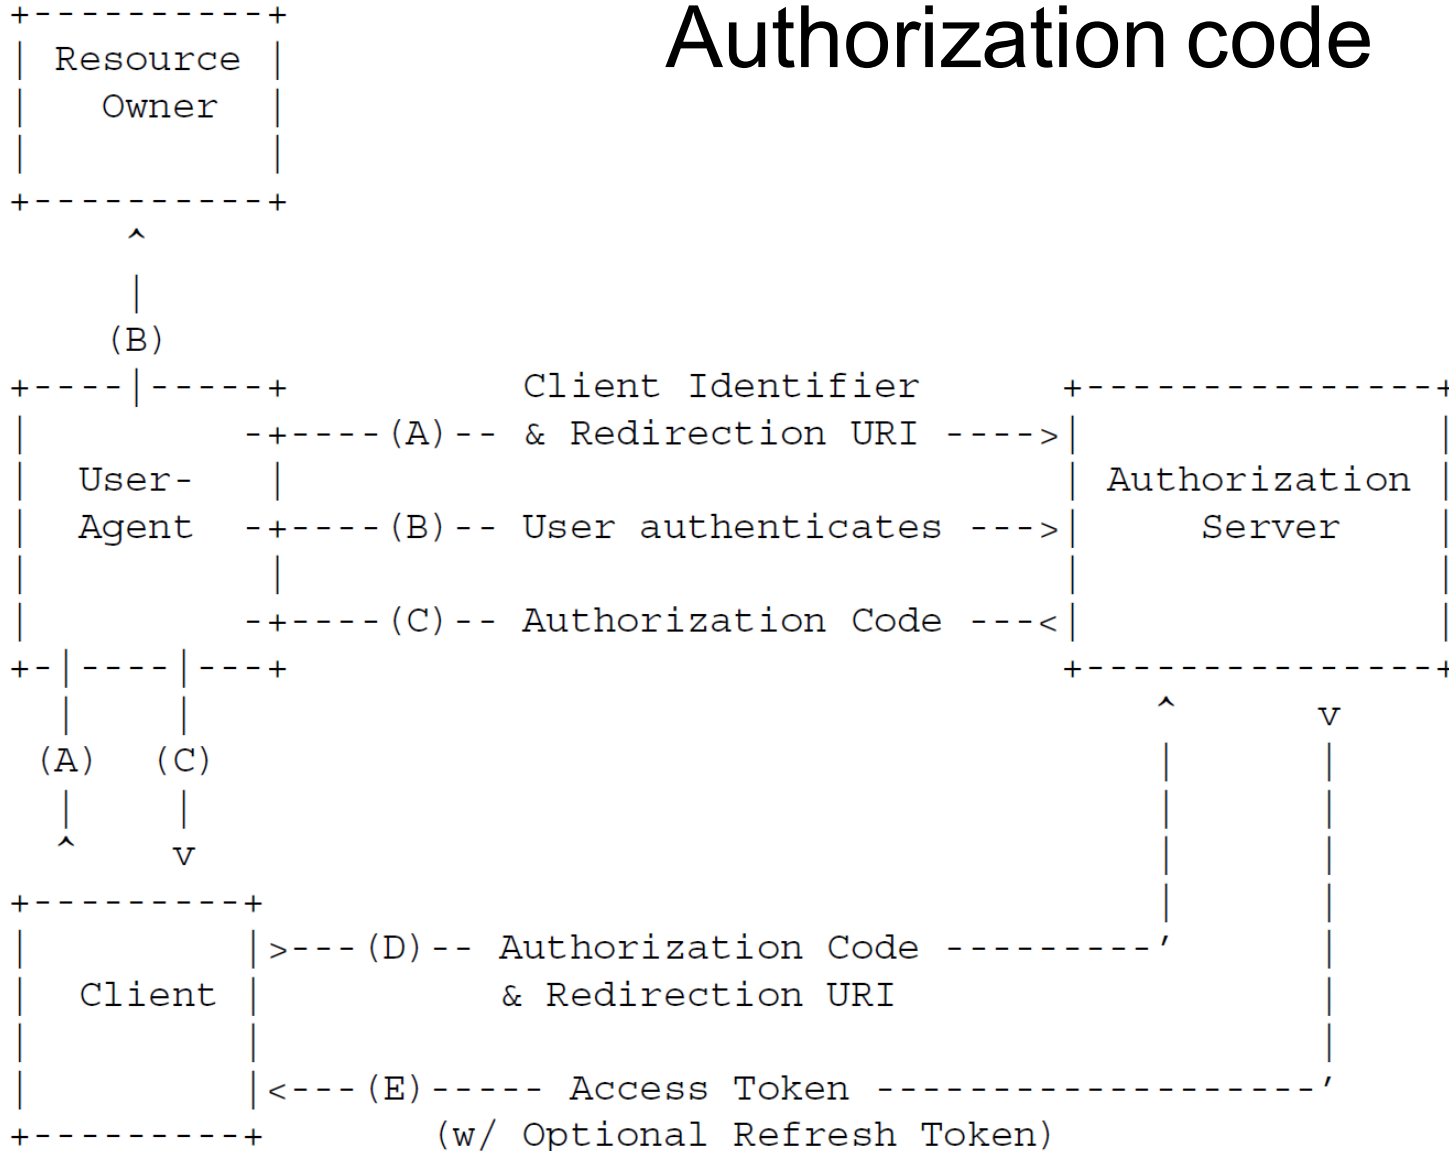 Authorization code
+----------+
| Resource |
|   Owner  |
|          |
+----------+
     ^
     |
    (B)
+----|-----+          Client Identifier      +---------------+
|         -+----(A)-- & Redirection URI ---->|               |
|  User-   |                                 | Authorization |
|  Agent  -+----(B)-- User authenticates --->|     Server    |
|          |                                 |               |
|         -+----(C)-- Authorization Code ---<|               |
+-|----|---+                                 +---------------+
  |    |                                         ^      v
 (A)  (C)                                        |      |
  |    |                                         |      |
  ^    v                                         |      |
+---------+                                      |      |
|         |>---(D)-- Authorization Code ---------'      |
|  Client |          & Redirection URI                  |
|         |                                             |
|         |<---(E)----- Access Token -------------------'
+---------+       (w/ Optional Refresh Token)